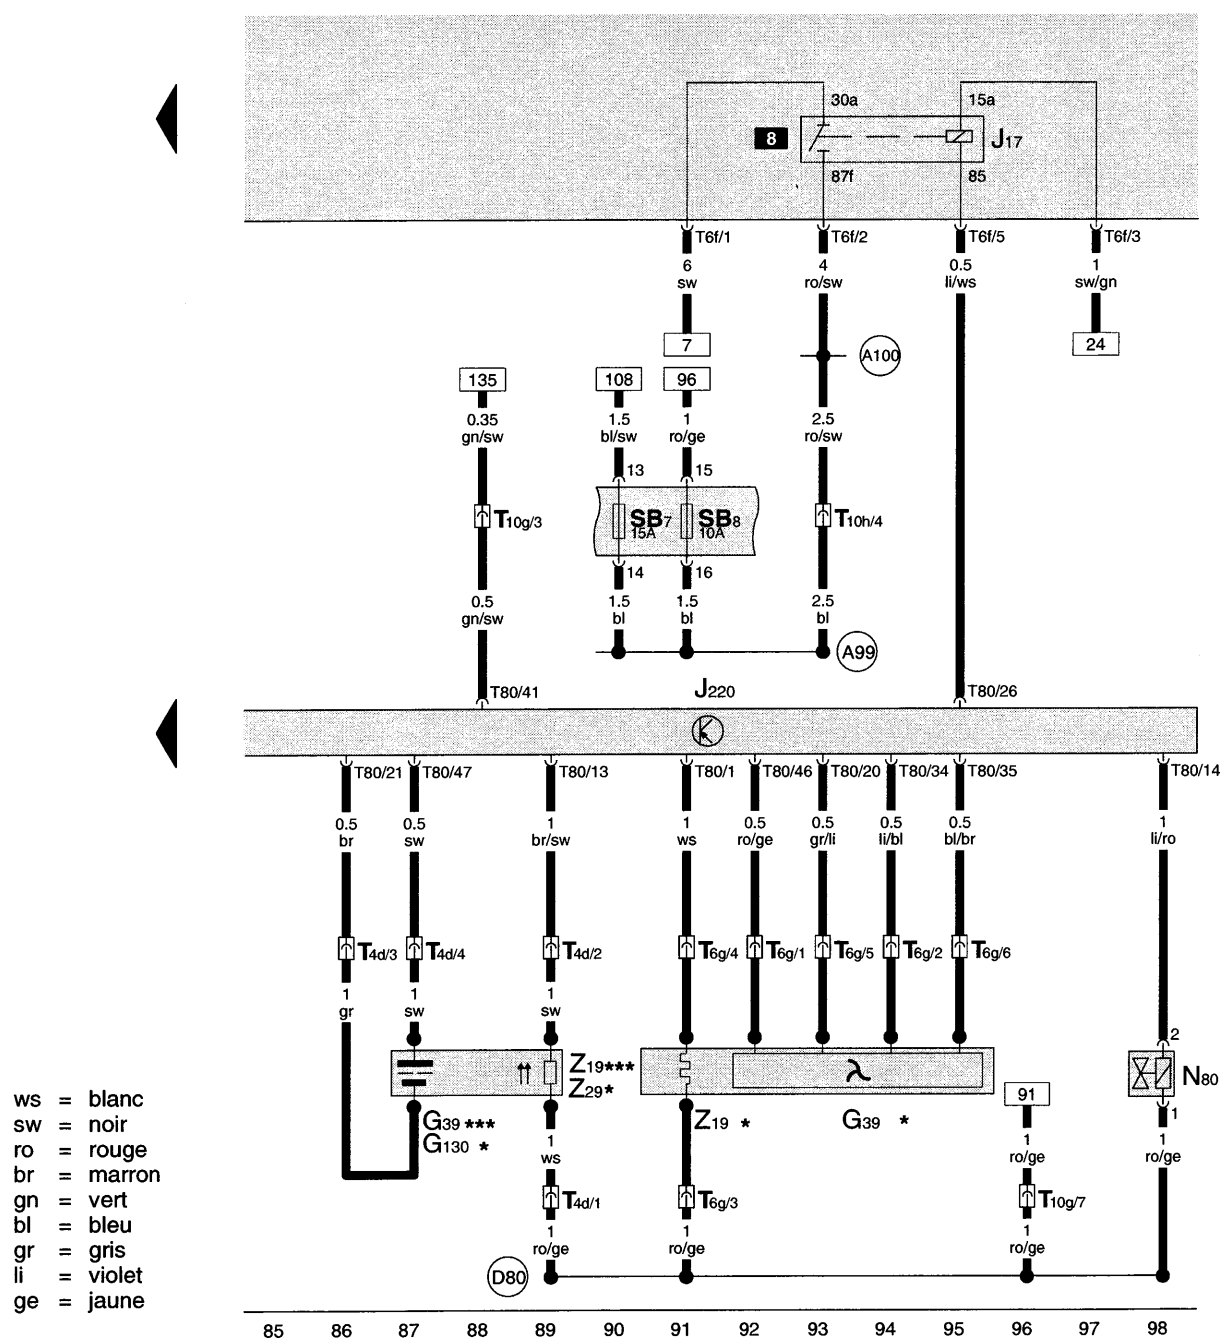 30a 15a
8 J17
87f 85
T6f/1 T6f/2 T6f/5 T6f/3
6 4 0.5 1
sw ro/sw li/ws sw/gn
7 A100 24
135 108 96
0.35 1.5 1 2.5
gn/sw bl/sw ro/ge ro/sw
13 15
T10g/3 SB7 SB8 T10h/4
15A 10A
14 16
0.5 1.5 1.5 2.5
gn/sw bl bl bl
A99
T80/41 J220 T80/26
T80/21 T80/47 T80/13 T80/1 T80/46 T80/20 T80/34 T80/35 T80/14
0.5 0.5 1 1 0.5 0.5 0.5 0.5 1
br sw br/sw ws ro/ge gr/li li/bl bl/br li/ro
T4d/3 T4d/4 T4d/2 T6g/4 T6g/1 T6g/5 T6g/2 T6g/6
1 1 1
gr sw sw
2
Z19***
Z29*
N80
91
1
G39*** Z19 * G39 *
G130 *
1 1 1
ws ro/ge ro/ge
T4d/1 T6g/3 T10g/7
1 1 1
ro/ge ro/ge ro/ge
D80
ws = blanc
sw = noir
ro = rouge
br = marron
gn = vert
bl = bleu
gr = gris
li = violet
ge = jaune
85 86 87 88 89 90 91 92 93 94 95 96 97 98